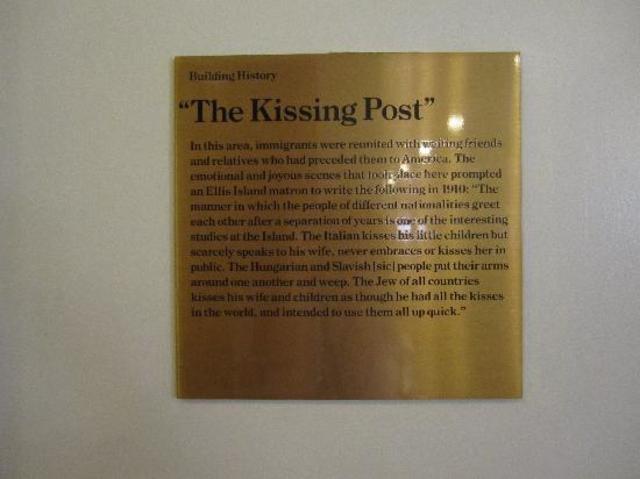 Building History
“The Kissing Post”
In this area, immigrants were reunited with waiting friends
and relatives who had preceded them to America. The
emotional and joyous scenes that took place here prompted
an Ellis Island matron to write the following in 1910: “The
manner in which the people of different nationalities greet
each other after a separation of years is one of the interesting
studies at the Island. The Italian kisses his little children but
scarcely speaks to his wife, never embraces or kisses her in
public. The Hungarian and Slavish [sic] people put their arms
around one another and weep. The Jew of all countries
kisses his wife and children as though he had all the kisses
in the world, and intended to use them all up quick.”